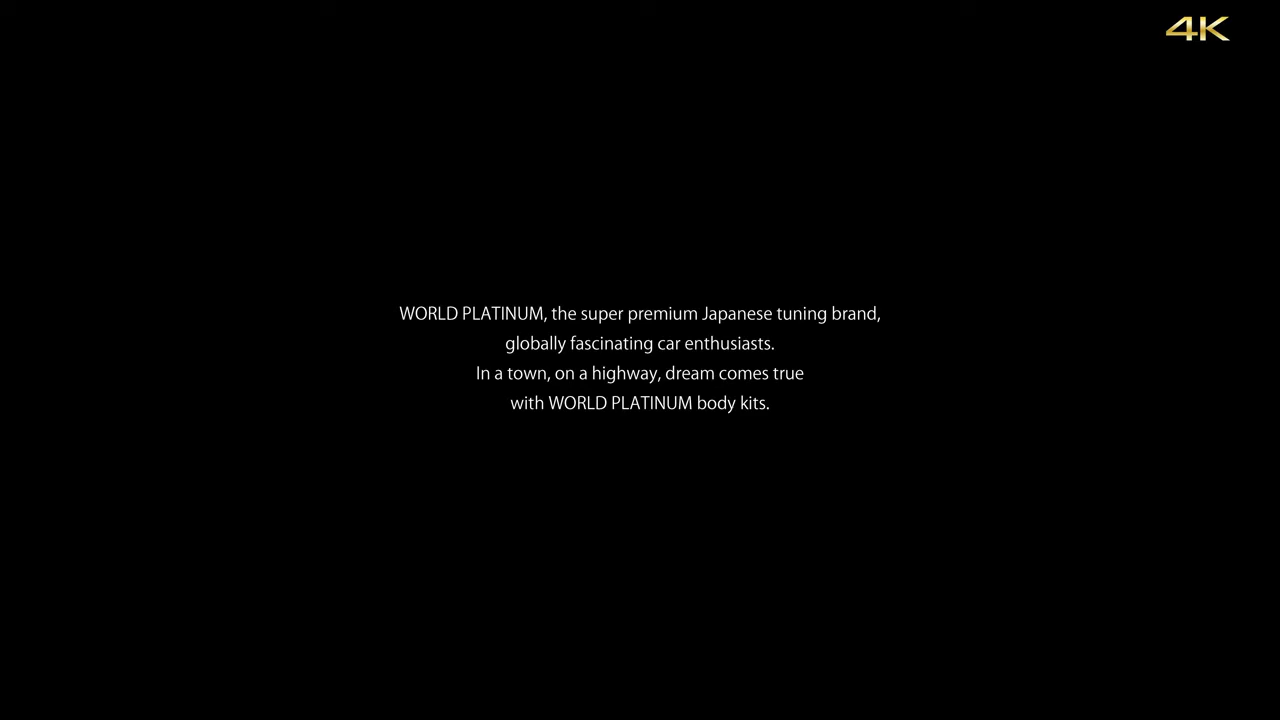 4K
WORLD PLATINUM, the super premium Japanese tuning brand,
globally fascinating car enthusiasts.
In a town, on a highway, dream comes true
with WORLD PLATINUM body kits.